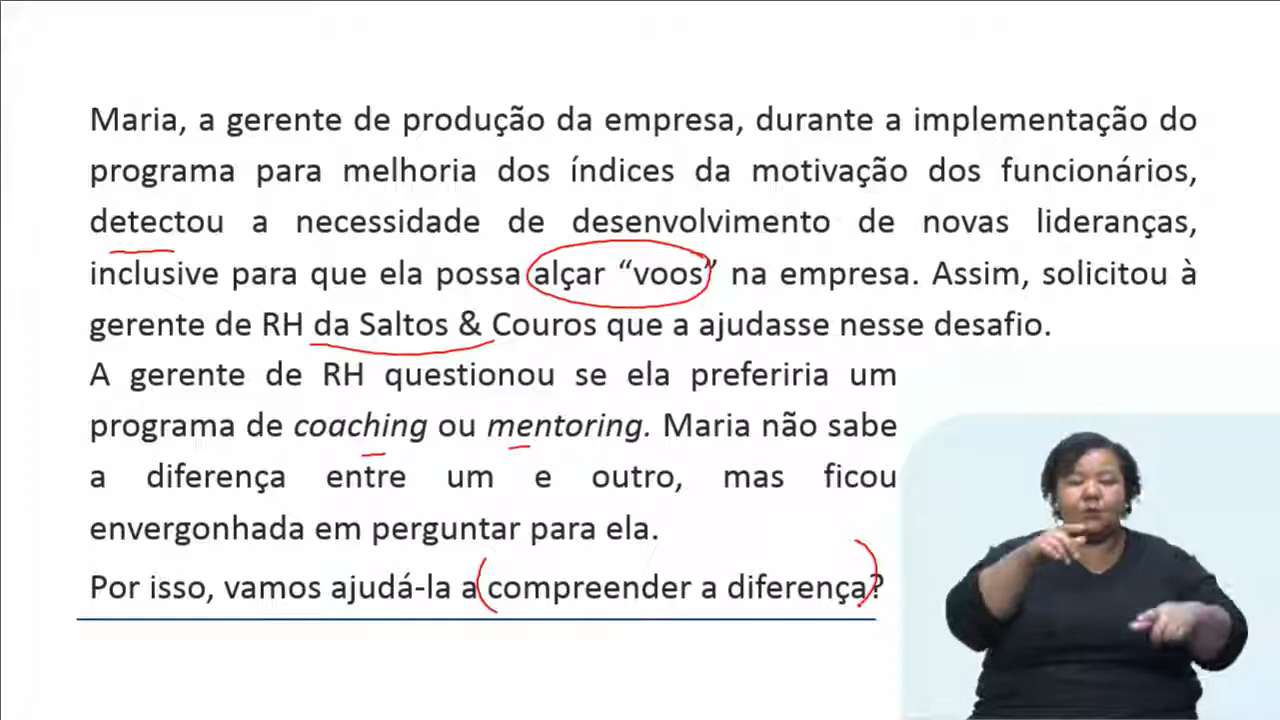 Maria, a gerente de produção da empresa, durante a implementação do
programa para melhoria dos índices da motivação dos funcionários,
detectou a necessidade de desenvolvimento de novas lideranças,
inclusive para que ela possa alçar “voos” na empresa. Assim, solicitou à
gerente de RH da Saltos & Couros que a ajudasse nesse desafio.
A gerente de RH questionou se ela preferiria um
programa de coaching ou mentoring. Maria não sabe
a diferença entre um e outro, mas ficou
envergonhada em perguntar para ela.
Por isso, vamos ajudá-la a compreender a diferença?